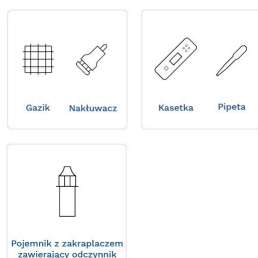 Gazik
Nakłuwacz
Kasetka
Pipeta
Pojemnik z zakraplaczem
zawierający odczynnik